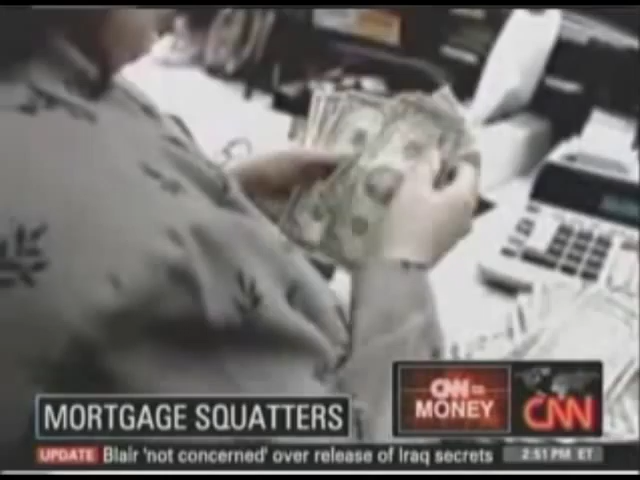 MORTGAGE SQUATTERS
CNN=
MONEY
CNN
UPDATE Blair 'not concerned' over release of Iraq secrets 2:51 PM ET